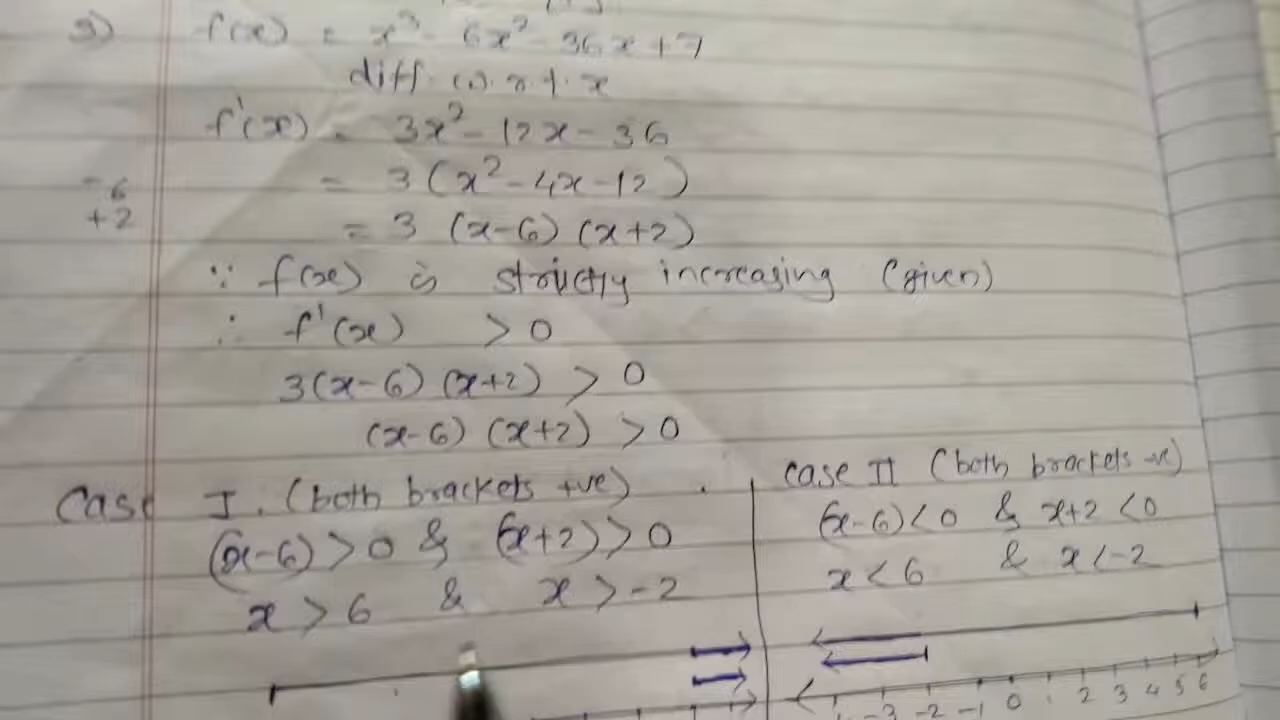 3) f(x) = x³ - 6x² - 36x + 7
diff. w.r.t. x
f'(x) = 3x² - 12x - 36
= 3 (x² - 4x - 12)
-6
+2
= 3 (x-6) (x+2)
∵ f(x) is strictly increasing (given)
∴ f'(x) > 0
3(x-6) (x+2) > 0
(x-6) (x+2) > 0
Case I. (both brackets +ve)
(x-6) > 0 & (x+2) > 0
x > 6 & x > -2
case II (both brackets -ve)
(x-6) < 0 & x+2 < 0
x < 6 & x < -2
-3 -2 -1 0 2 3 4 5 6